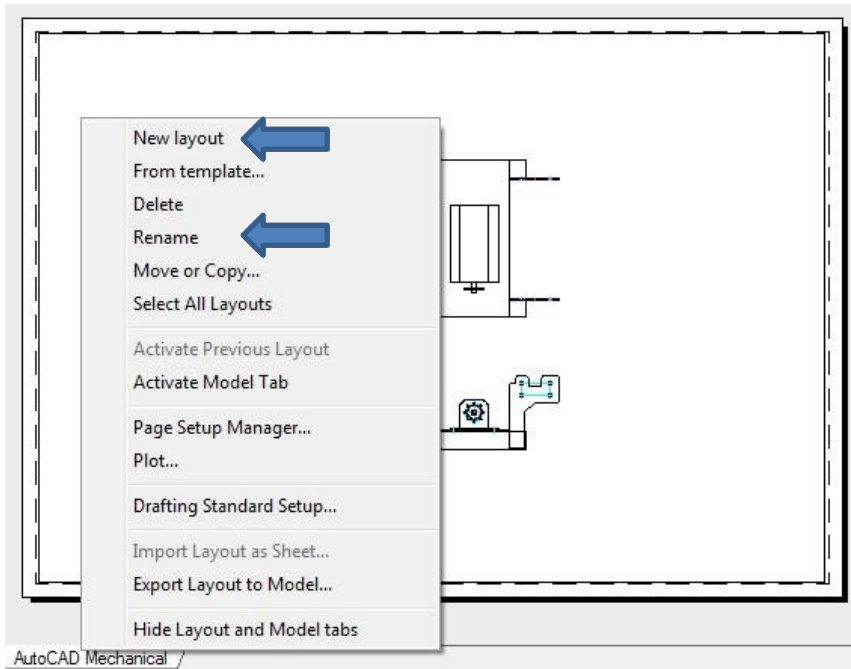 New layout
From template...
Delete
Rename
Move or Copy...
Select All Layouts
Activate Previous Layout
Activate Model Tab
Page Setup Manager...
Plot...
Drafting Standard Setup...
Import Layout as Sheet...
Export Layout to Model...
Hide Layout and Model tabs
AutoCAD Mechanical